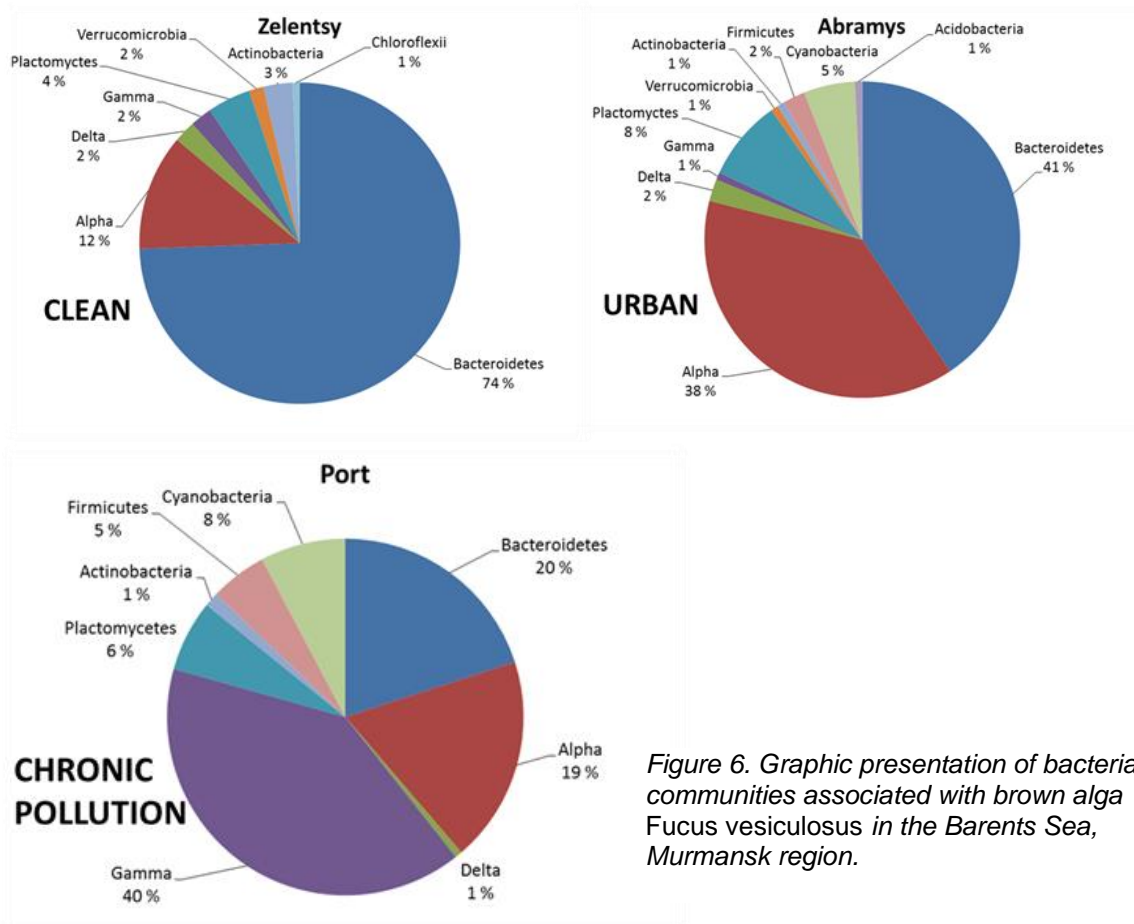 Zelentsy
Verrucomicrobia
2 %
Actinobacteria
3 %
Chloroflexii
1 %
Plactomyctes
4 %
Gamma
2 %
Delta
2 %
Alpha
12 %
CLEAN
Bacteroidetes
74 %
Abramys
Firmicutes
2 %
Acidobacteria
1 %
Actinobacteria
1 %
Cyanobacteria
5 %
Verrucomicrobia
1 %
Plactomyctes
8 %
Gamma
1 %
Delta
2 %
Bacteroidetes
41 %
URBAN
Alpha
38 %
Port
Cyanobacteria
8 %
Firmicutes
5 %
Actinobacteria
1 %
Plactomycetes
6 %
Bacteroidetes
20 %
Alpha
19 %
CHRONIC
POLLUTION
Gamma
40 %
Delta
1 %
Figure 6. Graphic presentation of bacteria
communities associated with brown alga
Fucus vesiculosus in the Barents Sea,
Murmansk region.